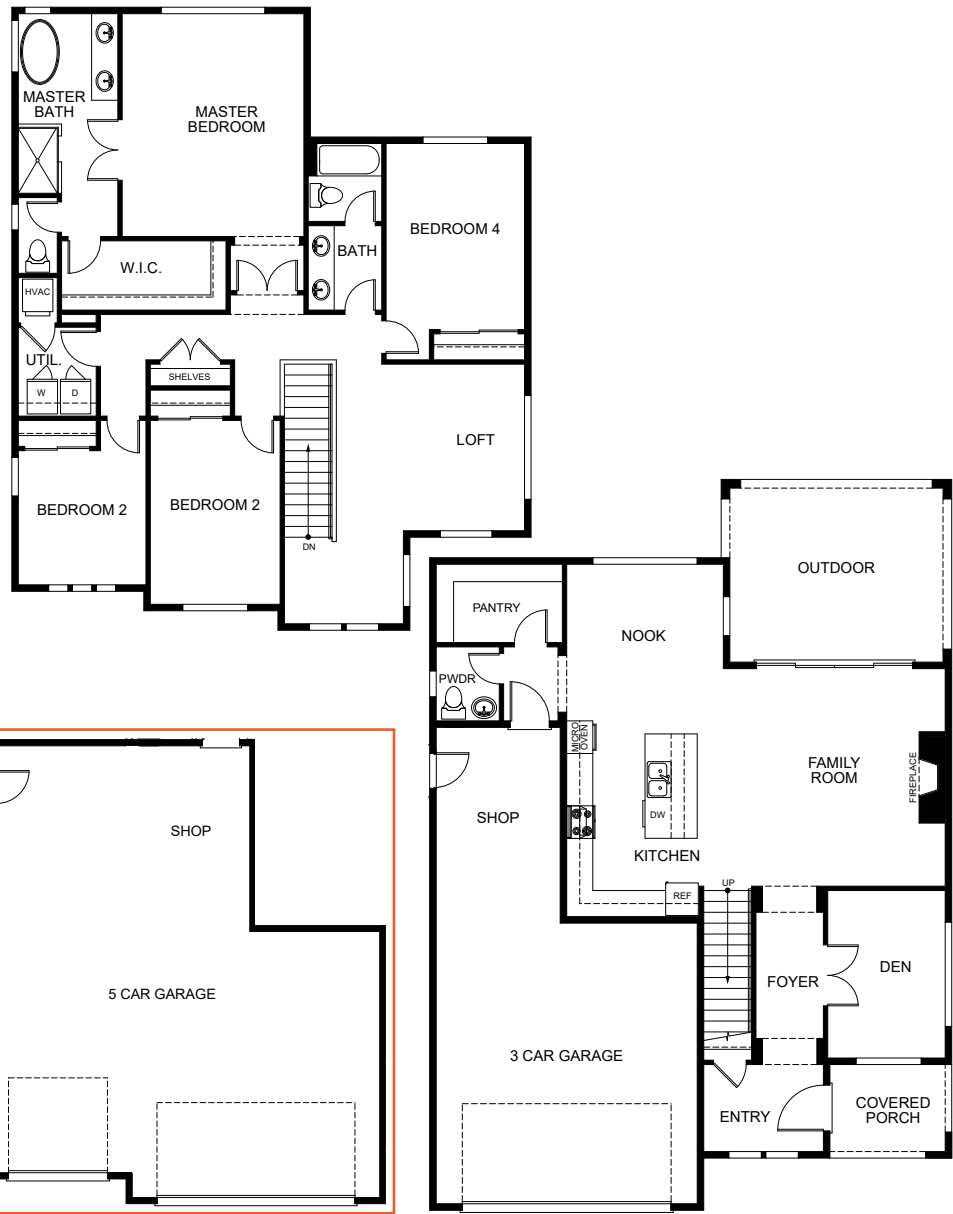 MASTER
BATH
MASTER
BEDROOM
BEDROOM 4
BATH
W.I.C.
HVAC
UTIL.
SHELVES
W
D
LOFT
BEDROOM 2
BEDROOM 2
DN
OUTDOOR
PANTRY
NOOK
PWDR
MICRO
OVEN
FAMILY
ROOM
FIREPLACE
SHOP
DW
KITCHEN
REF
UP
DEN
FOYER
3 CAR GARAGE
ENTRY
COVERED
PORCH
SHOP
5 CAR GARAGE